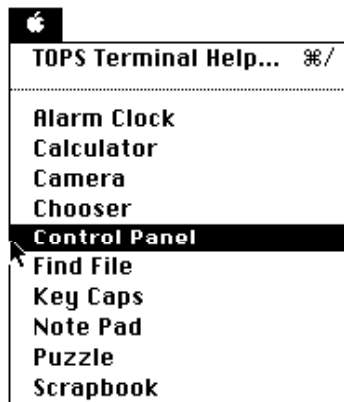 TOPS Terminal Help... ⌘/
Alarm Clock
Calculator
Camera
Chooser
Control Panel
Find File
Key Caps
Note Pad
Puzzle
Scrapbook